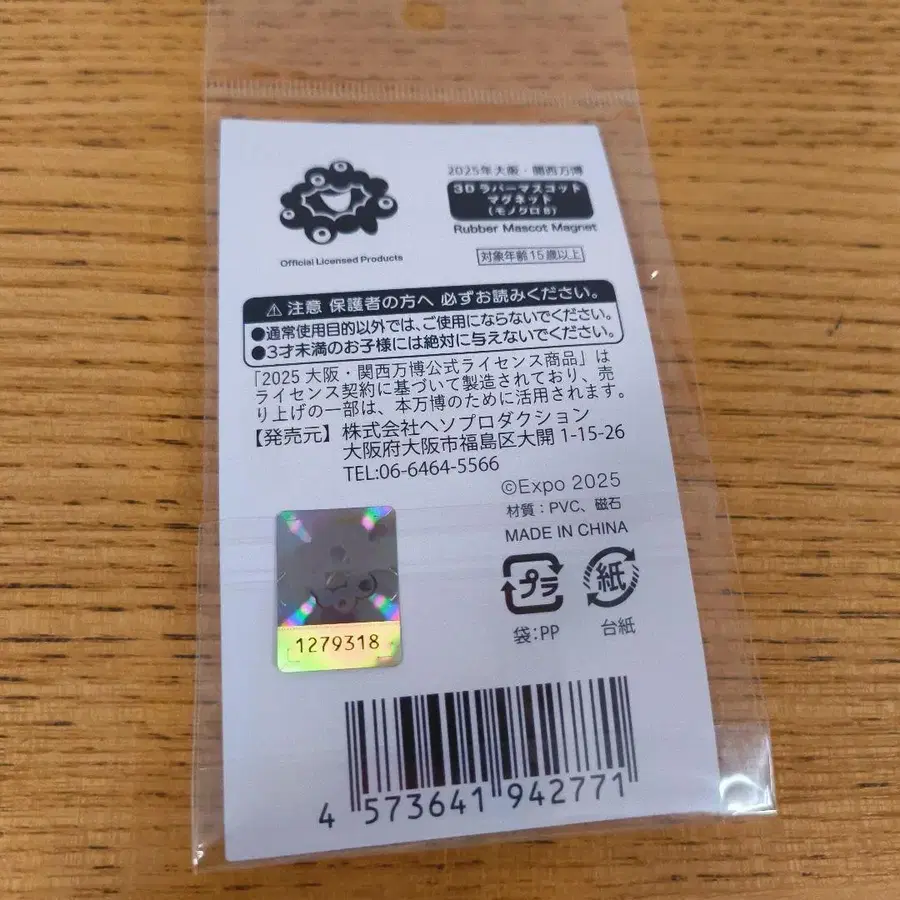 Official Licensed Products
2025年大阪・関西万博
3Dラバーマスコット
マグネット
(モノクロB)
Rubber Mascot Magnet
対象年齢15歳以上
⚠注意 保護者の方へ 必ずお読みください。
●通常使用目的以外では、ご使用にならないでください。
●3才未満のお子様には絶対に与えないでください。
「2025 大阪・関西万博公式ライセンス商品」は
ライセンス契約に基づいて製造されており、売
り上げの一部は、本万博のために活用されます。
【発売元】株式会社ヘソプロダクション
大阪府大阪市福島区大開 1-15-26
TEL:06-6464-5566
©Expo 2025
材質：PVC、磁石
MADE IN CHINA
プラ 紙
袋:PP 台紙
1279318
4 573641 942771